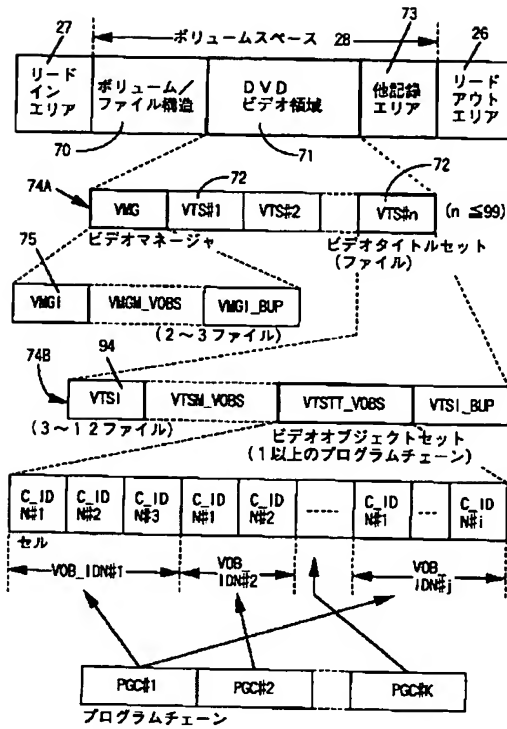 27
ボリュームスペース 28
73
26
リード
イン
エリア
ボリューム/
ファイル構造
DVD
ビデオ領域
他記録
エリア
リード
アウト
エリア
70
71
74A
72
72
VMG
VTS#1
VTS#2
VTS#n
(n ≦99)
ビデオマネージャ
ビデオタイトルセット
(ファイル)
75
VMGI
VMGM_VOBS
VMGI_BUP
(2~3ファイル)
74B
94
VTSI
VTSM_VOBS
VTSTT_VOBS
VTSI_BUP
(3~12ファイル)
ビデオオブジェクトセット
(1以上のプログラムチェーン)
C_ID
N#1
C_ID
N#2
C_ID
N#3
C_ID
N#1
C_ID
N#2
C_ID
N#1
C_ID
N#i
セル
VOB_IDN#1
VOB_
IDN#2
VOB_
IDN#j
PGC#1
PGC#2
PGC#K
プログラムチェーン